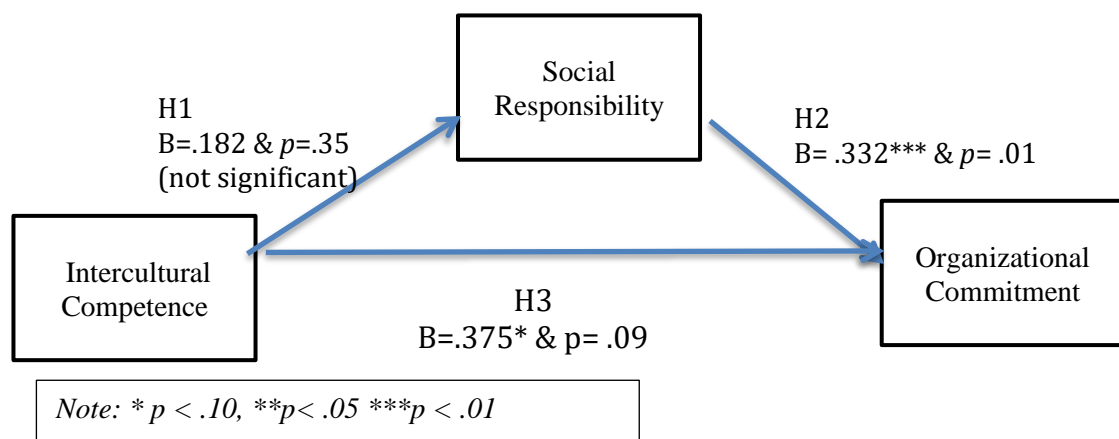 Social
Responsibility
H1
B=.182 & p=.35
(not significant)
H2
B= .332*** & p= .01
Intercultural
Competence
Organizational
Commitment
H3
B=.375* & p= .09
Note: * p < .10, **p< .05 ***p < .01